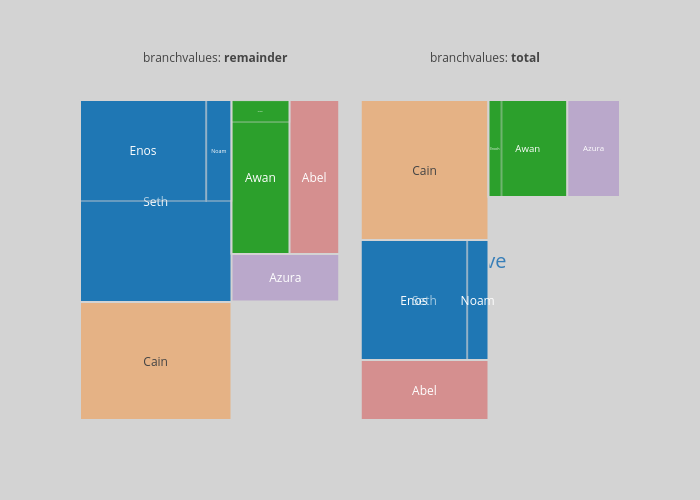 branchvalues: remainder
branchvalues: total
Enos
Noam
Seth
Awan
Abel
Azura
Cain
Cain
Awan
Azura
ve
Enos
Seth
Noam
Abel